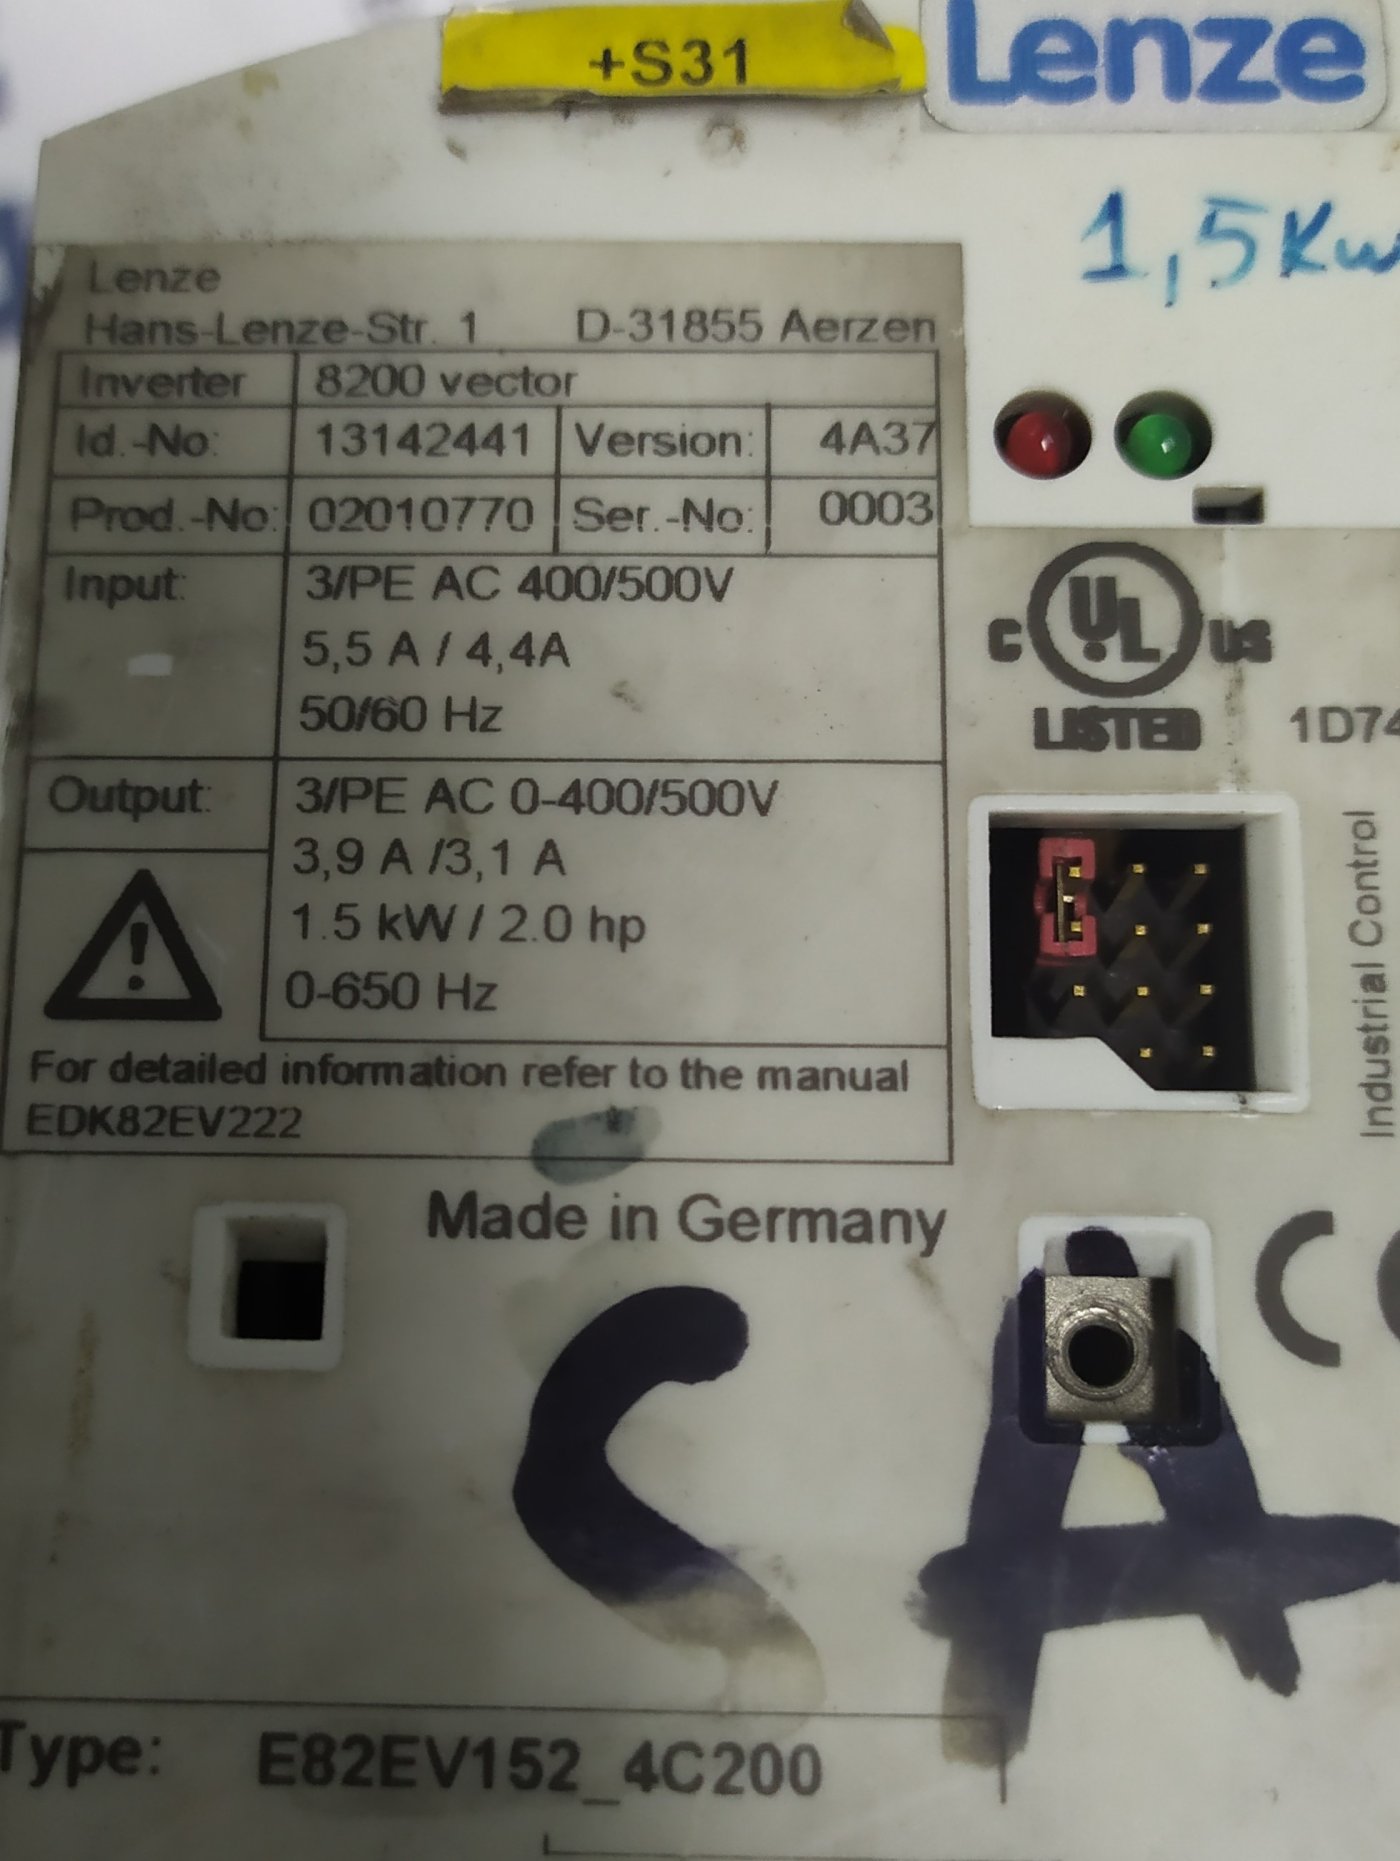 +S31
Lenze
1,5Kw
Lenze
Hans-Lenze-Str. 1 D-31855 Aerzen
Inverter 8200 vector
Id.-No: 13142441 Version: 4A37
Prod.-No: 02010770 Ser.-No: 0003
Input: 3/PE AC 400/500V
5,5 A / 4,4A
50/60 Hz
Output: 3/PE AC 0-400/500V
3,9 A /3,1 A
1.5 kW / 2.0 hp
0-650 Hz
For detailed information refer to the manual
EDK82EV222
C UL US
LISTED
1D74
Industrial Control
Made in Germany
CE
CA
Type: E82EV152_4C200